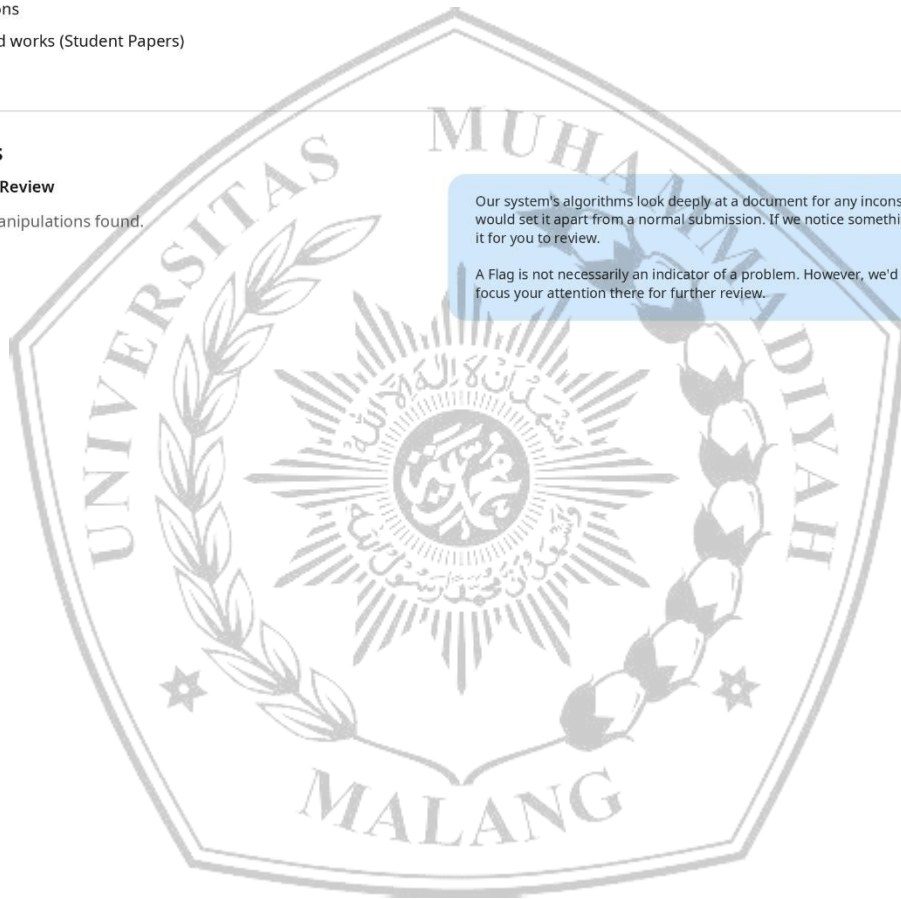 ons
d works (Student Papers)
s
Review
anipulations found.
Our system's algorithms look deeply at a document for any incons
would set it apart from a normal submission. If we notice somethi
it for you to review.
A Flag is not necessarily an indicator of a problem. However, we'd
focus your attention there for further review.
UNIVERSITAS MUHAMMADIYAH
MALANG